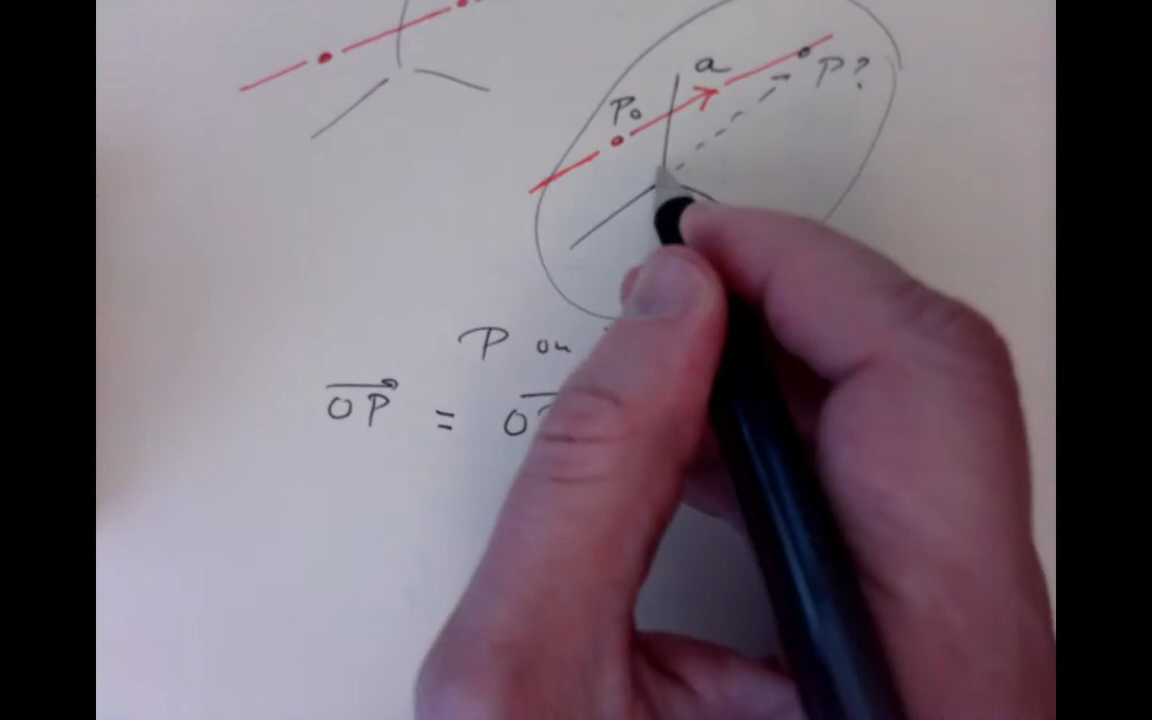 a
P?
P₀
P on
OP = O